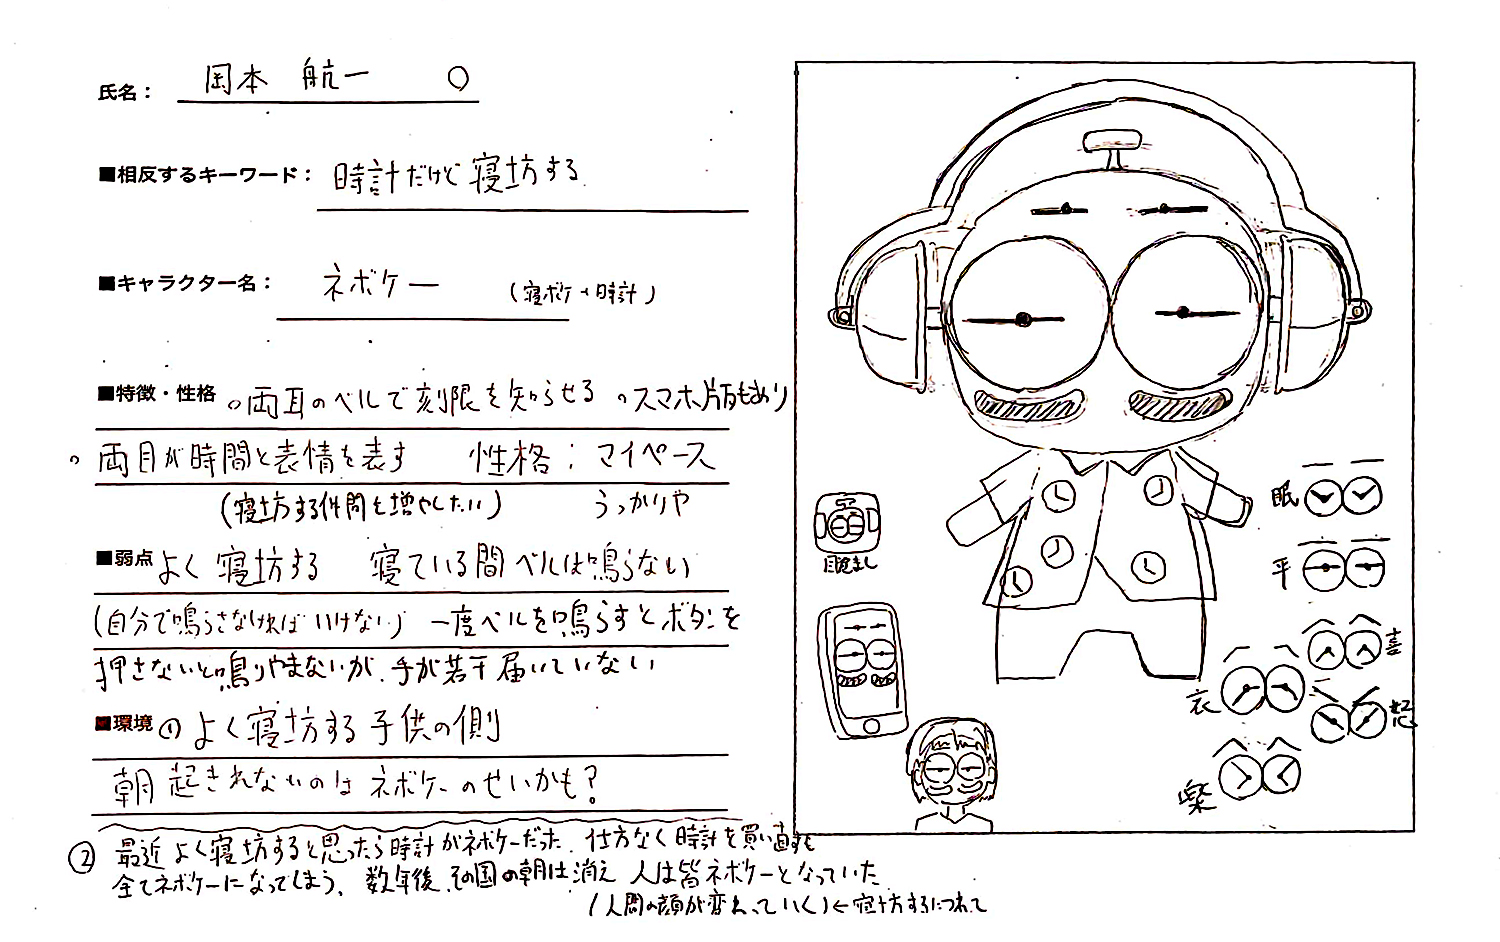 氏名： 岡本 航一 ○
■相反するキーワード： 時計だけど寝坊する
■キャラクター名： ネボケー （寝ボケ＋時計）
■特徴・性格 。両耳のベルで刻限を知らせる 。スマホ版もあり
。両目が時間と表情を表す 性格：マイペース
（寝坊する仲間を増やしたい） うっかりや
■弱点 よく寝坊する 寝ている間ベルは鳴らない
（自分で鳴らさなければいけない） 一度ベルを鳴らすとボタンを
押さないと鳴りやまないが、手が若干届いていない
■環境 ① よく寝坊する子供の側
朝起きれないのはネボケーのせいかも？
② 最近よく寝坊すると思ったら時計がネボケーだった。仕方なく時計を買い直すも
全てネボケーになってしまう、数年後、その国の朝は消え 人は皆ネボケーとなっていた
（人間の顔が変わっていく）← 寝坊するにつれて
目覚まし
眠
平
喜
哀
怒
楽